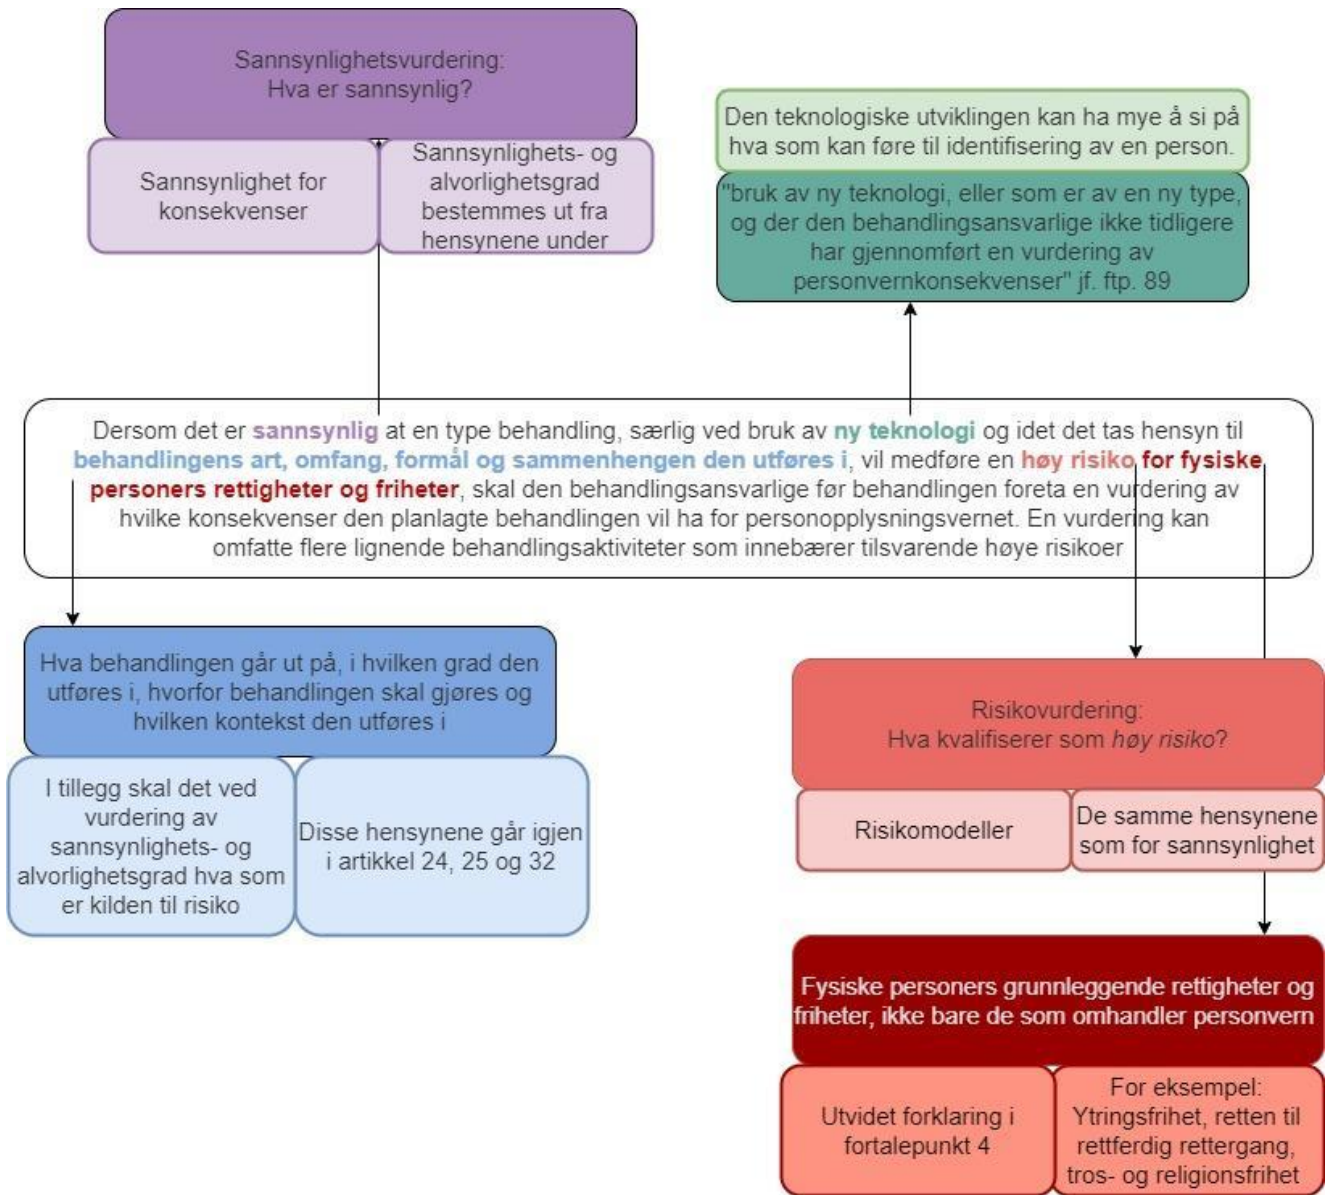 Sannsynlighetsvurdering:
Hva er sannsynlig?
Sannsynlighet for
konsekvenser
Sannsynlighets- og
alvorlighetsgrad
bestemmes ut fra
hensynene under
Den teknologiske utviklingen kan ha mye å si på
hva som kan føre til identifisering av en person.
"bruk av ny teknologi, eller som er av en ny type,
og der den behandlingsansvarlige ikke tidligere
har gjennomført en vurdering av
personvernkonsekvenser" jf. ftp. 89
Dersom det er sannsynlig at en type behandling, særlig ved bruk av ny teknologi og idet det tas hensyn til
behandlingens art, omfang, formål og sammenhengen den utføres i, vil medføre en høy risiko for fysiske
personers rettigheter og friheter, skal den behandlingsansvarlige før behandlingen foreta en vurdering av
hvilke konsekvenser den planlagte behandlingen vil ha for personopplysningsvernet. En vurdering kan
omfatte flere lignende behandlingsaktiviteter som innebærer tilsvarende høye risikoer
Hva behandlingen går ut på, i hvilken grad den
utføres i, hvorfor behandlingen skal gjøres og
hvilken kontekst den utføres i
I tillegg skal det ved
vurdering av
sannsynlighets- og
alvorlighetsgrad hva som
er kilden til risiko
Disse hensynene går igjen
i artikkel 24, 25 og 32
Risikovurdering:
Hva kvalifiserer som høy risiko?
Risikomodeller
De samme hensynene
som for sannsynlighet
Fysiske personers grunnleggende rettigheter og
friheter, ikke bare de som omhandler personvern
Utvidet forklaring i
fortalepunkt 4
For eksempel:
Ytringsfrihet, retten til
rettferdig rettergang,
tros- og religionsfrihet